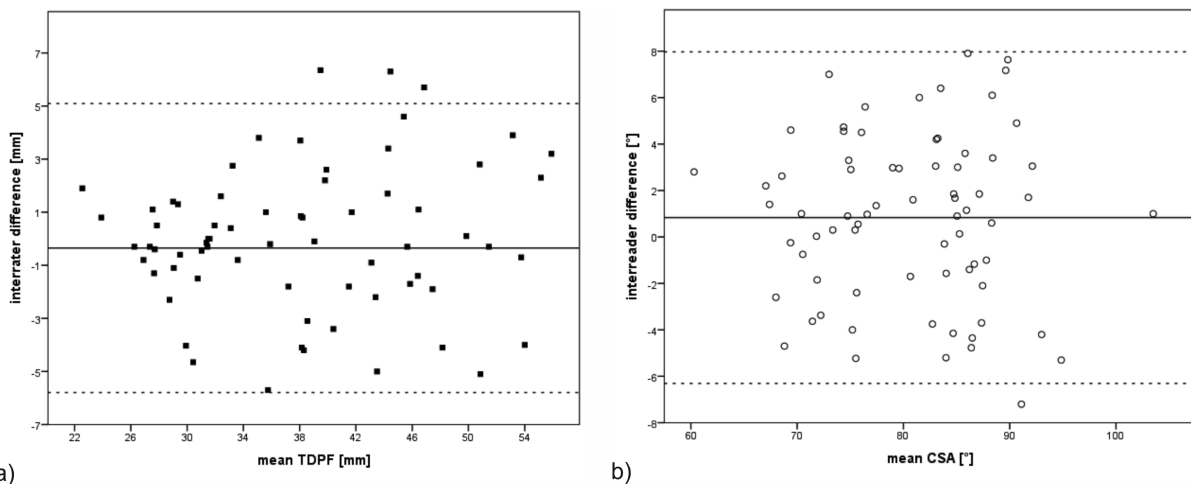 interrater difference [mm]
7
5
3
1
-1
-3
-5
-7
22 26 30 34 38 42 46 50 54
mean TDPF [mm]
a)
interreader difference [°]
8
6
4
2
0
-2
-4
-6
-8
60 70 80 90 100
mean CSA [°]
b)